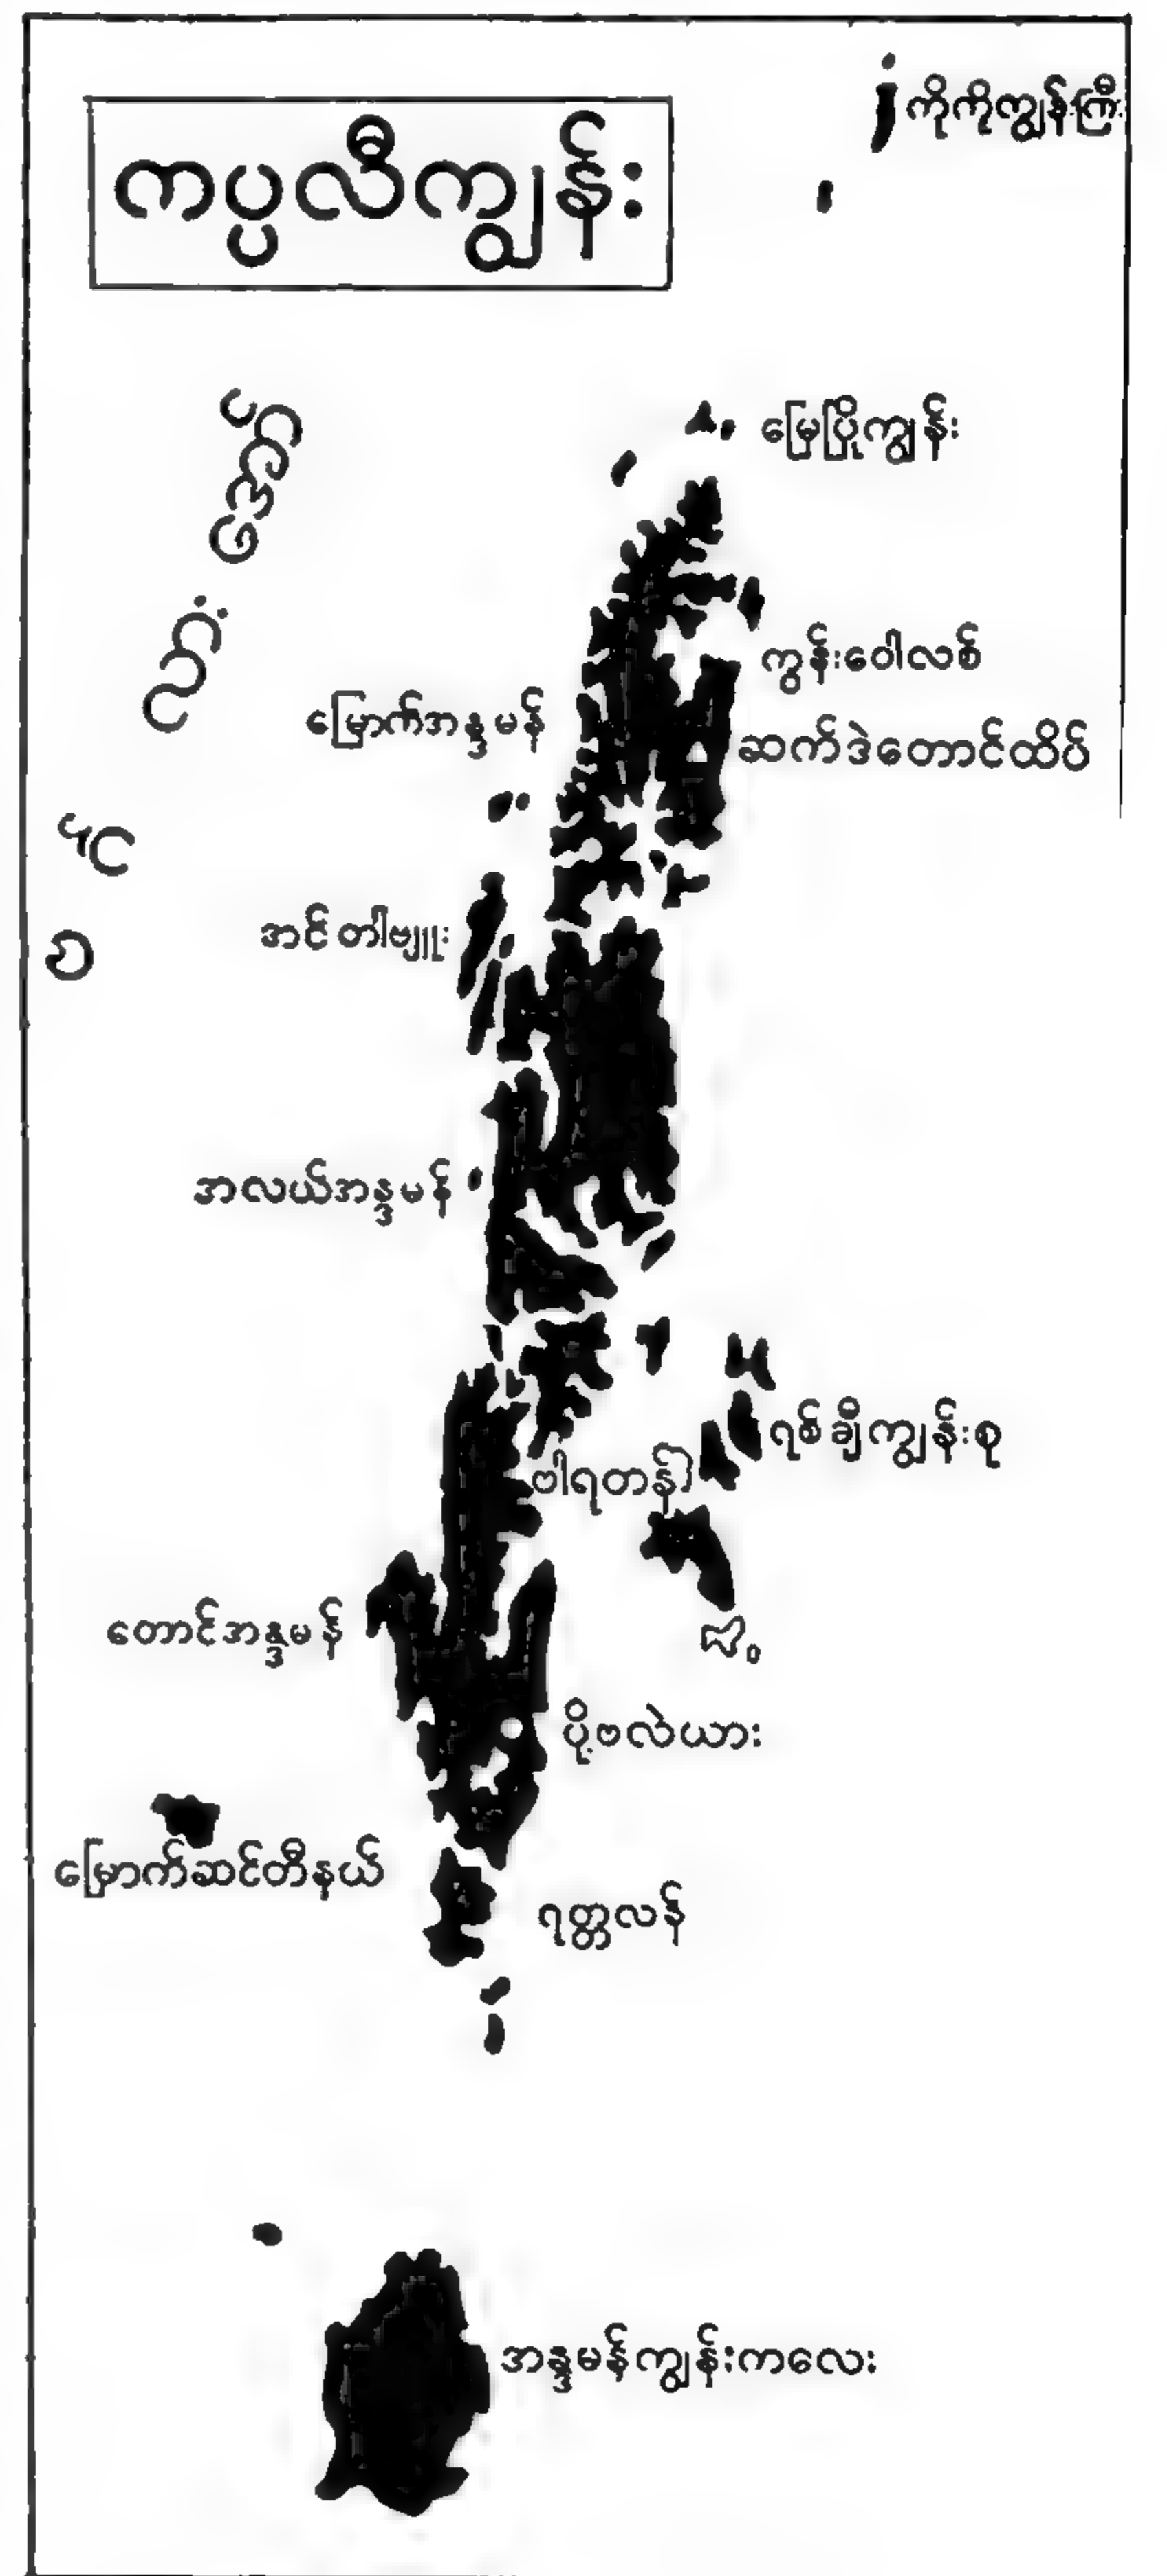 ကပ္ပလီကျွန်း
ကိုကိုကျွန်းကြီး
မြေပြိုကျွန်း
ကွန်းဝေါလစ်
မြောက်အန္ဒမန်
ဆက်ဒဲတောင်ထိပ်
အင်တါဗျူး
အလယ်အန္ဒမန်
ရစ်ချီကျွန်းစု
ဗါရတန်
တောင်အန္ဒမန်
ပို့ဗလဲယား
မြောက်ဆင်တီနယ်
ရတ္တလန်
အန္ဒမန်ကျွန်းကလေး